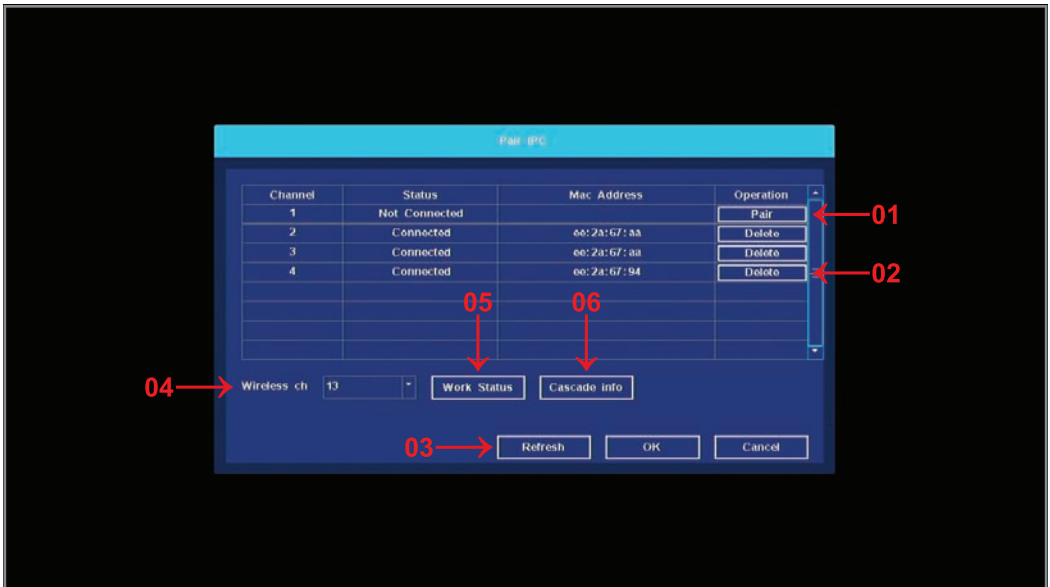 Pair IPC
Channel Status Mac Address Operation
1 Not Connected Pair 01
2 Connected ee:2a:67:aa Delete
3 Connected ee:2a:67:aa Delete
4 Connected ee:2a:67:94 Delete 02
05 06
04 Wireless ch 13 Work Status Cascade info
03 Refresh OK Cancel